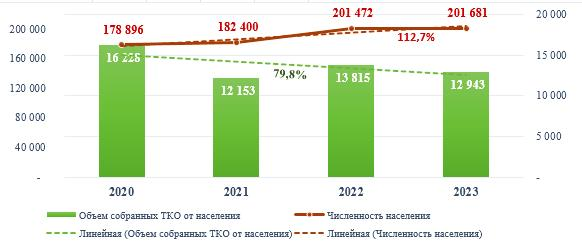 178 896 182 400 201 472 201 681
200 000 20 000
112,7%
16 228
160 000 15 000
79,8%
12 153 13 815 12 943
120 000 10 000
80 000
5 000
40 000
- -
2020 2021 2022 2023
Объем собранных ТКО от населения Численность населения
Линейная (Объем собранных ТКО от населения) Линейная (Численность населения)